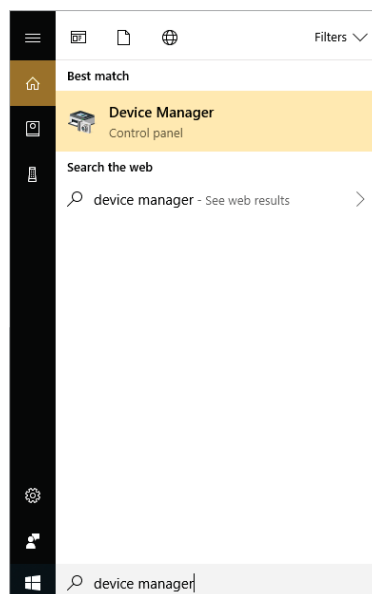 Filters
Best match
Device Manager
Control panel
Search the web
device manager - See web results
device manager